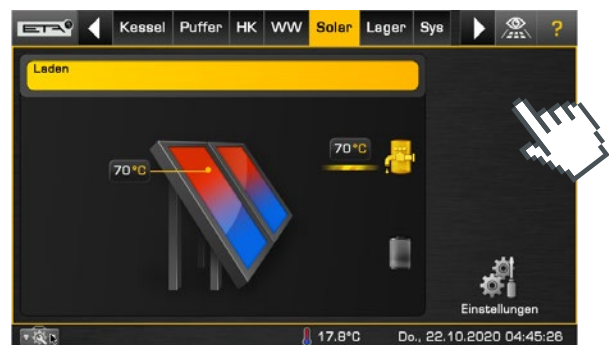 ETA Kessel Puffer HK WW Solar Lager Sys ?
Laden
70°C
70°C
Einstellungen
17.8°C Do., 22.10.2020 04:45:26